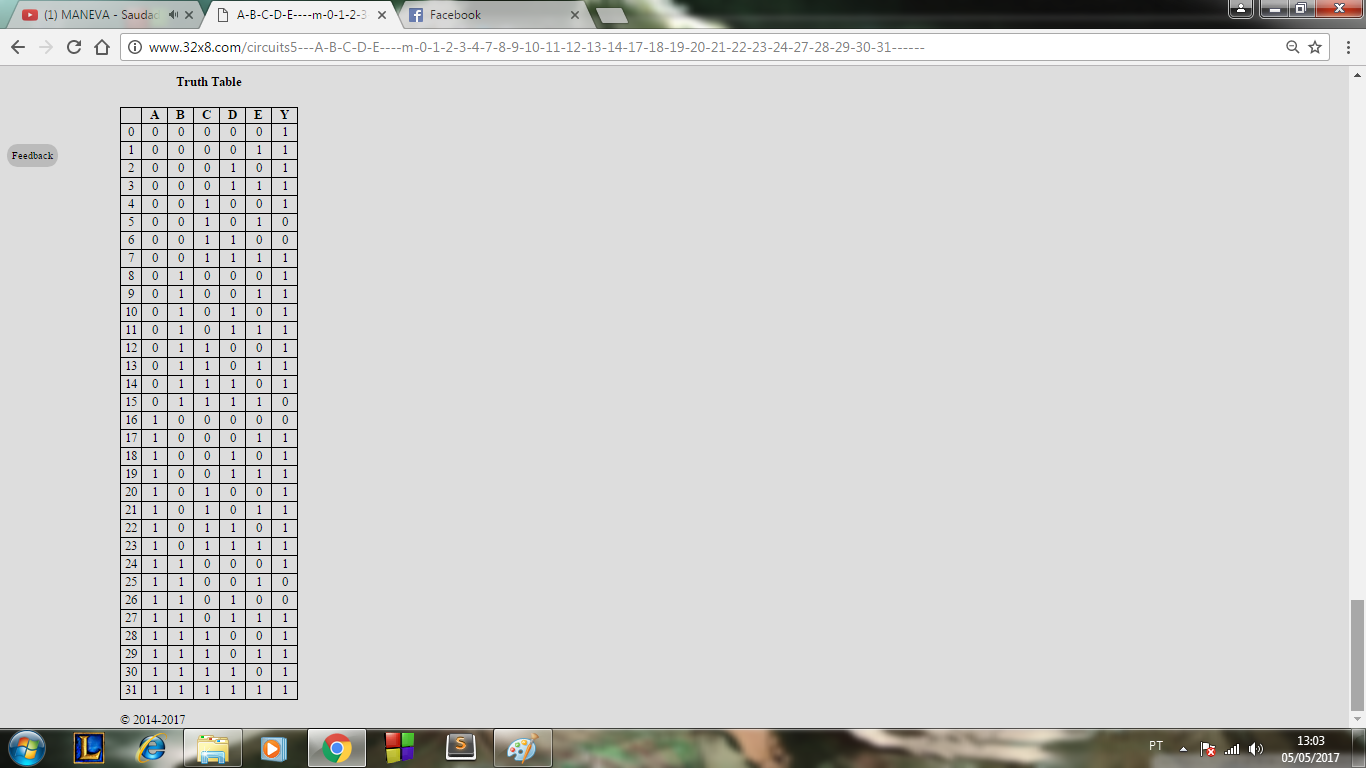 (1) MANEVA - Saudad
A-B-C-D-E----m-0-1-2-3
Facebook
www.32x8.com/circuits5---A-B-C-D-E----m-0-1-2-3-4-7-8-9-10-11-12-13-14-17-18-19-20-21-22-23-24-27-28-29-30-31------
Truth Table
A B C D E Y
0 0 0 0 0 0 1
1 0 0 0 0 1 1
2 0 0 0 1 0 1
Feedback
3 0 0 0 1 1 1
4 0 0 1 0 0 1
5 0 0 1 0 1 0
6 0 0 1 1 0 0
7 0 0 1 1 1 1
8 0 1 0 0 0 1
9 0 1 0 0 1 1
10 0 1 0 1 0 1
11 0 1 0 1 1 1
12 0 1 1 0 0 1
13 0 1 1 0 1 1
14 0 1 1 1 0 1
15 0 1 1 1 1 0
16 1 0 0 0 0 0
17 1 0 0 0 1 1
18 1 0 0 1 0 1
19 1 0 0 1 1 1
20 1 0 1 0 0 1
21 1 0 1 0 1 1
22 1 0 1 1 0 1
23 1 0 1 1 1 1
24 1 1 0 0 0 1
25 1 1 0 0 1 0
26 1 1 0 1 0 0
27 1 1 0 1 1 1
28 1 1 1 0 0 1
29 1 1 1 0 1 1
30 1 1 1 1 0 1
31 1 1 1 1 1 1
© 2014-2017
PT
13:03
05/05/2017